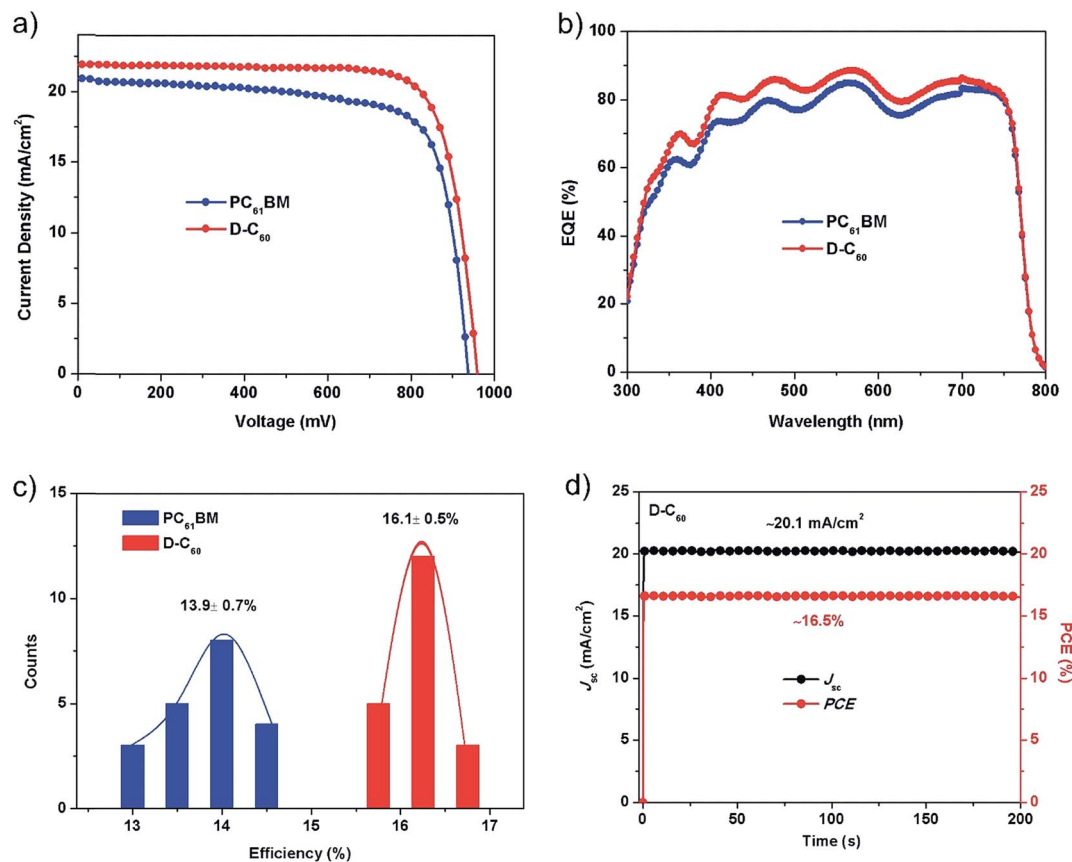 a)
Current Density (mA/cm²)
20
15
10
5
0
PC₆₁BM
D-C₆₀
0 200 400 600 800 1000
Voltage (mV)
b)
EQE (%)
100
80
60
40
20
0
PC₆₁BM
D-C₆₀
300 400 500 600 700 800
Wavelength (nm)
c)
Counts
15
10
5
0
PC₆₁BM
D-C₆₀
13.9± 0.7%
16.1± 0.5%
13 14 15 16 17
Efficiency (%)
d)
Jsc (mA/cm²)
25
20
15
10
5
0
D-C₆₀
~20.1 mA/cm²
~16.5%
Jsc
PCE
25
20
15
10
5
0
PCE (%)
0 50 100 150 200
Time (s)